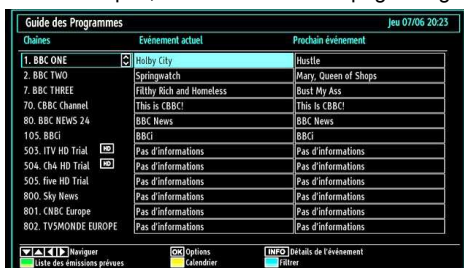 Guide des Programmes Jeu 07/06 20:23
Chaînes Evénement actuel Prochain événement
1. BBC ONE Holby City Hustle
2. BBC TWO Springwatch Mary, Queen of Shops
7. BBC THREE Filthy Rich and Homeless Bust My Ass
70. CBBC Channel This is CBBC! This Is CBBC!
80. BBC NEWS 24 BBC News BBC News
105. BBCi BBCi BBCi
503. ITV HD Trial HD Pas d'informations Pas d'informations
504. Ch4 HD Trial HD Pas d'informations Pas d'informations
505. five HD Trial Pas d'informations Pas d'informations
800. Sky News Pas d'informations Pas d'informations
801. CNBC Europe Pas d'informations Pas d'informations
802. TV5MONDE EUROPE Pas d'informations Pas d'informations
Naviguer OK Options INFO Détails de l'événement
Liste des émissions prévues Calendrier Filtrer